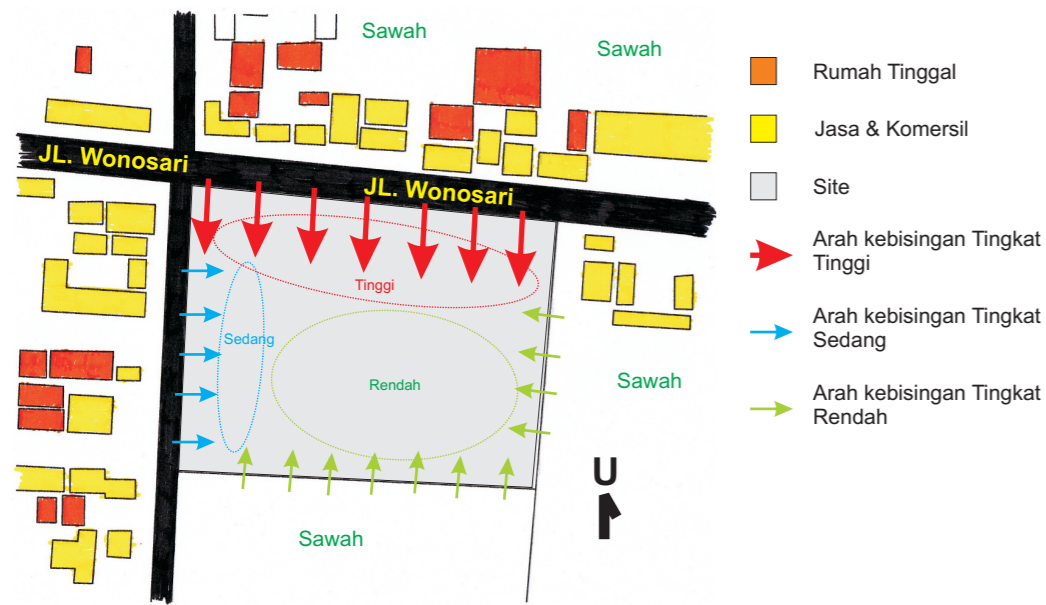 Sawah
Sawah
JL. Wonosari
JL. Wonosari
Tinggi
Sedang
Rendah
Sawah
Sawah
U
Rumah Tinggal
Jasa & Komersil
Site
Arah kebisingan Tingkat
Tinggi
Arah kebisingan Tingkat
Sedang
Arah kebisingan Tingkat
Rendah